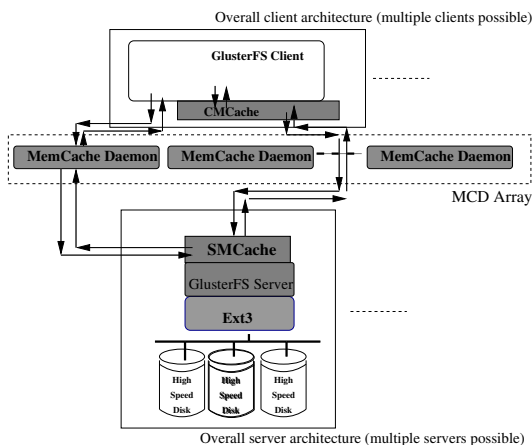 Overall client architecture (multiple clients possible)
GlusterFS Client
CMCache
MemCache Daemon
MemCache Daemon
MemCache Daemon
MCD Array
SMCache
GlusterFS Server
Ext3
High
Speed
Disk
High
Speed
Disk
High
Speed
Disk
Overall server architecture (multiple servers possible)